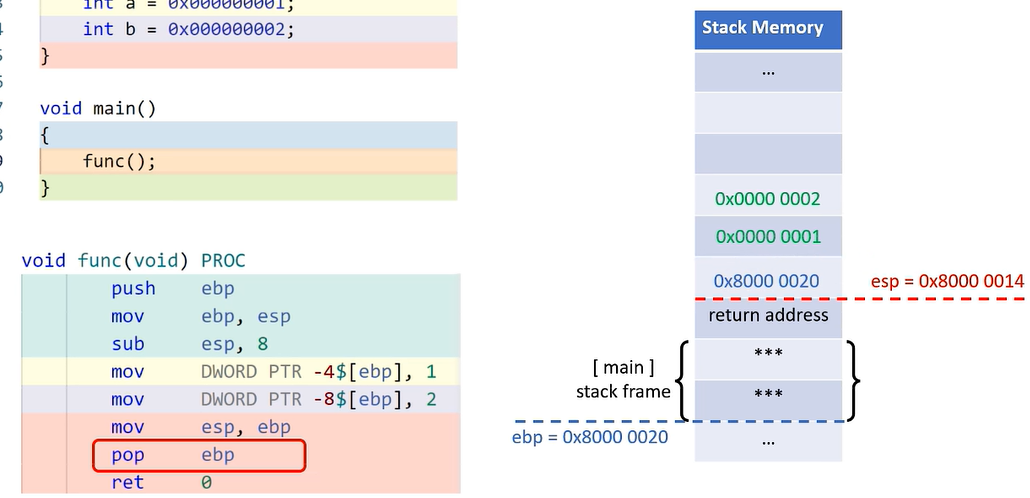 int a = 0x000000001;
int b = 0x000000002;
}
void main()
{
func();
}
void func(void) PROC
push ebp
mov ebp, esp
sub esp, 8
mov DWORD PTR -4$[ebp], 1
mov DWORD PTR -8$[ebp], 2
mov esp, ebp
pop ebp
ret 0
Stack Memory
...
0x0000 0002
0x0000 0001
0x8000 0020
esp = 0x8000 0014
return address
***
[ main ]
stack frame
***
ebp = 0x8000 0020
...